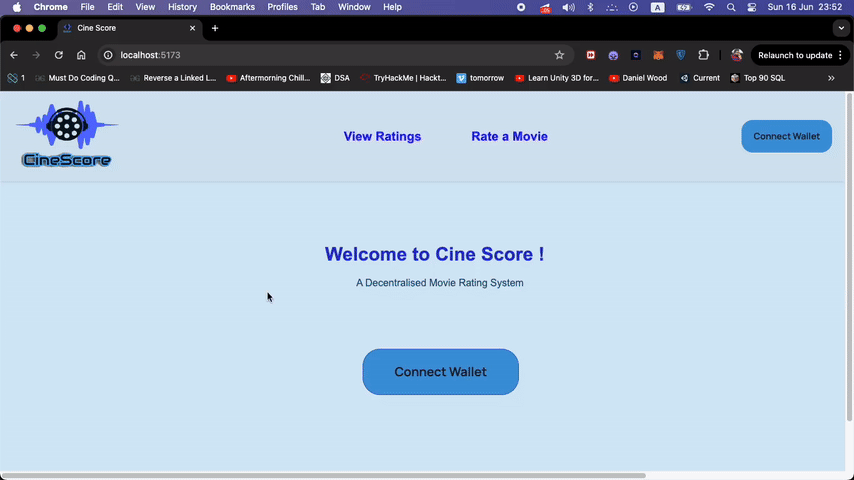 Chrome File Edit View History Bookmarks Profiles Tab Window Help A Sun 16 Jun 23:52
Cine Score
localhost:5173 Relaunch to update
1 Must Do Coding Q... Reverse a Linked L... Aftermorning Chill... DSA TryHackMe | Hackt... tomorrow Learn Unity 3D for... Daniel Wood Current Top 90 SQL »
CineScore
View Ratings Rate a Movie Connect Wallet
Welcome to Cine Score !
A Decentralised Movie Rating System
Connect Wallet